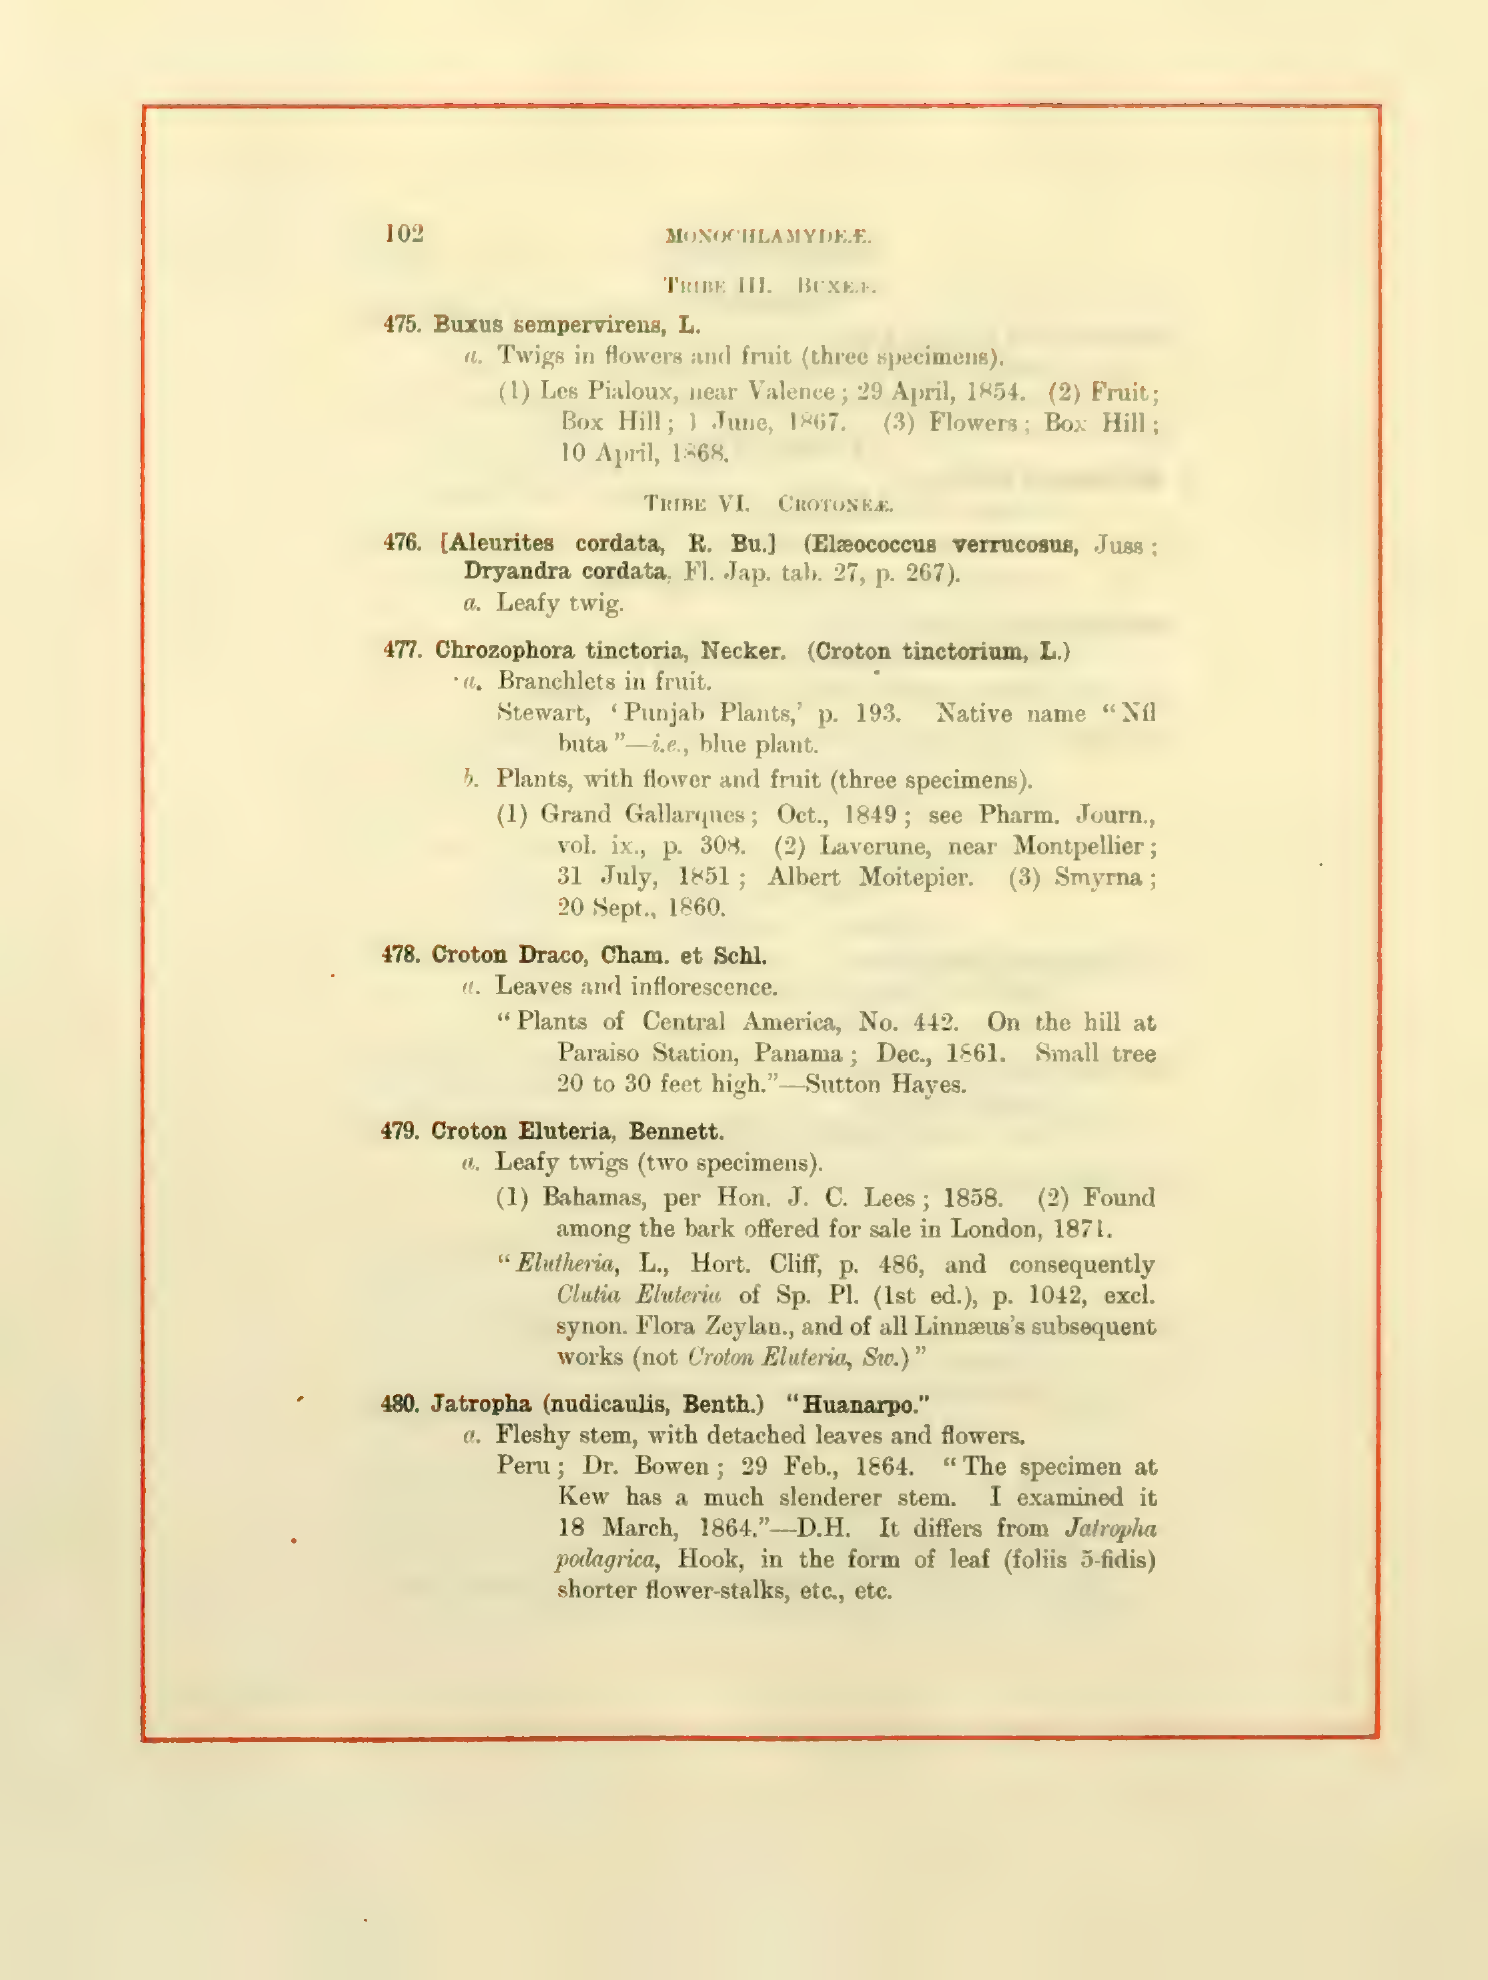 102 MONOCHLAMYDEÆ.
TRIBE III. BUXEÆ.
475. Buxus sempervirens, L.
a. Twigs in flowers and fruit (three specimens).
(1) Les Pialoux, near Valence; 29 April, 1854. (2) Fruit;
Box Hill; 1 June, 1867. (3) Flowers; Box Hill;
10 April, 1868.
TRIBE VI. CROTONEÆ.
476. [Aleurites cordata, R. Bu.] (Elæococcus verrucosus, Juss;
Dryandra cordata, Fl. Jap. tab. 27, p. 267).
a. Leafy twig.
477. Chrozophora tinctoria, Necker. (Croton tinctorium, L.)
a. Branchlets in fruit.
Stewart, ‘Punjab Plants,’ p. 193. Native name “Níl
buta”—i.e., blue plant.
b. Plants, with flower and fruit (three specimens).
(1) Grand Gallarques; Oct., 1849; see Pharm. Journ.,
vol. ix., p. 308. (2) Laverune, near Montpellier;
31 July, 1851; Albert Moitepier. (3) Smyrna;
20 Sept., 1860.
478. Croton Draco, Cham. et Schl.
a. Leaves and inflorescence.
“Plants of Central America, No. 442. On the hill at
Paraiso Station, Panama; Dec., 1861. Small tree
20 to 30 feet high.”—Sutton Hayes.
479. Croton Eluteria, Bennett.
a. Leafy twigs (two specimens).
(1) Bahamas, per Hon. J. C. Lees; 1858. (2) Found
among the bark offered for sale in London, 1871.
“Elutheria, L., Hort. Cliff, p. 486, and consequently
Clutia Eluteria of Sp. Pl. (1st ed.), p. 1042, excl.
synon. Flora Zeylan., and of all Linnæus’s subsequent
works (not Croton Eluteria, Sw.)”
480. Jatropha (nudicaulis, Benth.) “Huanarpo.”
a. Fleshy stem, with detached leaves and flowers.
Peru; Dr. Bowen; 29 Feb., 1864. “The specimen at
Kew has a much slenderer stem. I examined it
18 March, 1864.”—D.H. It differs from Jatropha
podagrica, Hook, in the form of leaf (foliis 5-fidis)
shorter flower-stalks, etc., etc.